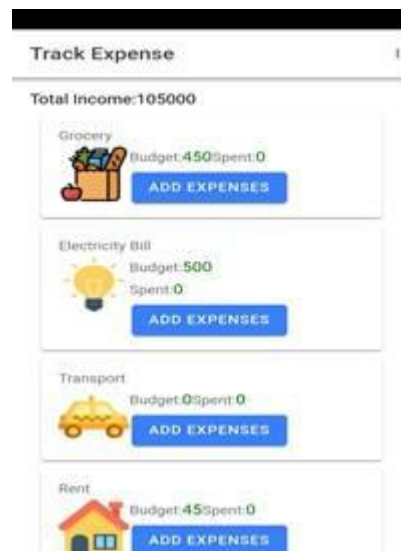 Track Expense
Total Income:105000
Grocery
Budget:450Spent:0
ADD EXPENSES
Electricity Bill
Budget:500
Spent:0
ADD EXPENSES
Transport
Budget:0Spent:0
ADD EXPENSES
Rent
Budget:45Spent:0
ADD EXPENSES